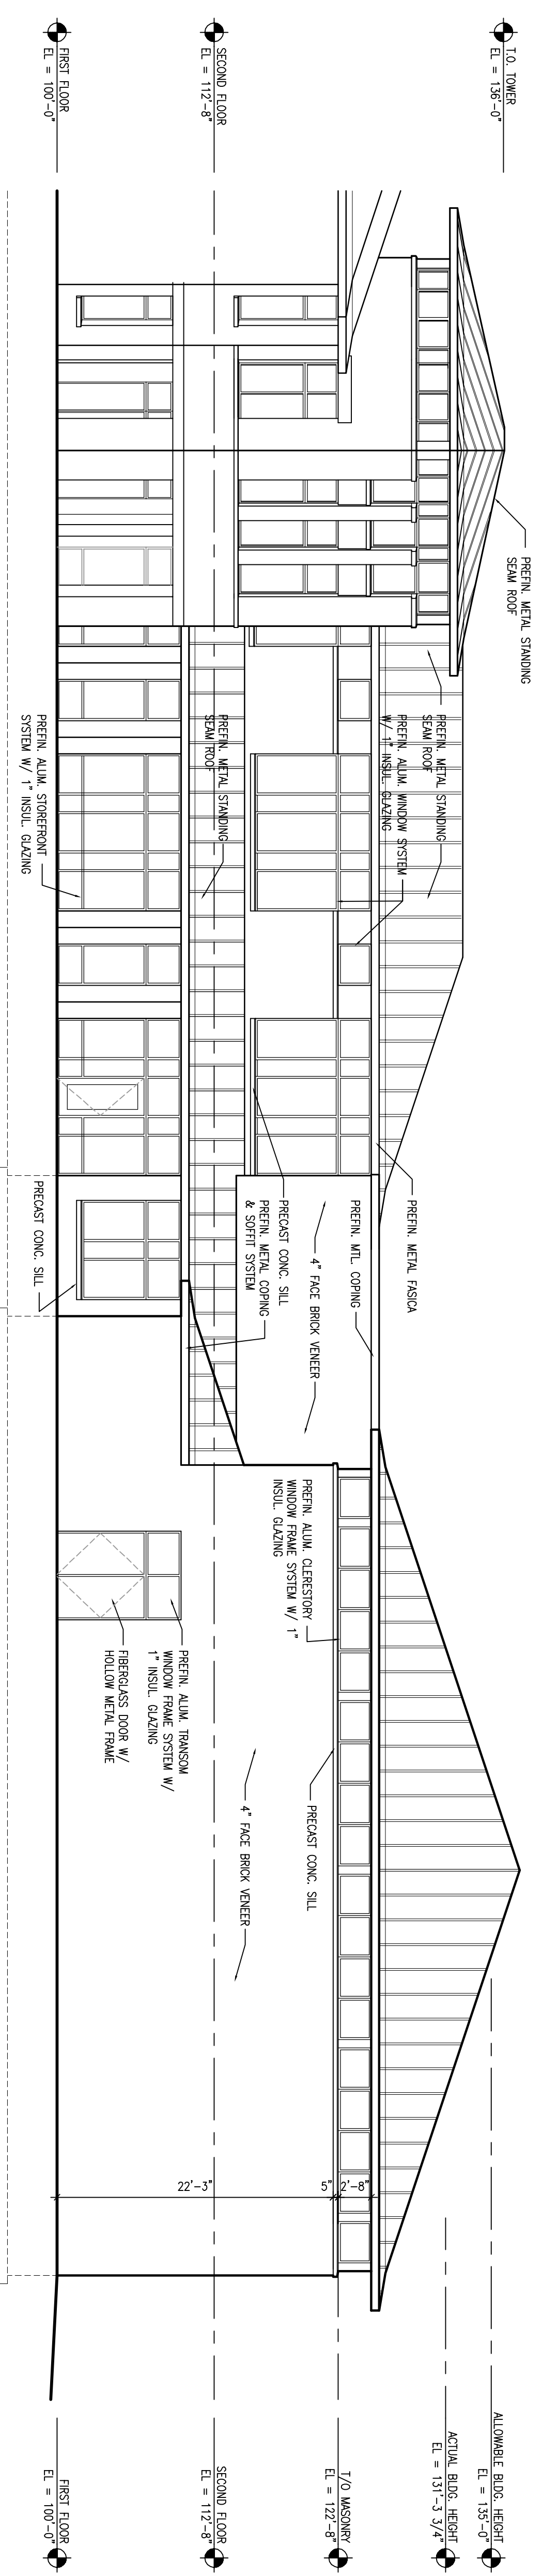 T.O. TOWER
EL = 136'-0"
SECOND FLOOR
EL = 112'-8"
FIRST FLOOR
EL = 100'-0"
PREFIN. METAL STANDING
SEAM ROOF
PREFIN. METAL STANDING
SEAM ROOF
PREFIN. ALUM. WINDOW SYSTEM
W/ 1" INSUL. GLAZING
PREFIN. METAL STANDING
SEAM ROOF
PREFIN. ALUM. STOREFRONT
SYSTEM W/ 1" INSUL. GLAZING
PREFIN. METAL FASICA
PREFIN. MTL. COPING
4" FACE BRICK VENEER
PRECAST CONC. SILL
PREFIN. METAL COPING
& SOFFIT SYSTEM
PRECAST CONC. SILL
PREFIN. ALUM. CLERESTORY
WINDOW FRAME SYSTEM W/ 1"
INSUL. GLAZING
PREFIN. ALUM. TRANSOM
WINDOW FRAME SYSTEM W/
1" INSUL. GLAZING
FIBERGLASS DOOR W/
HOLLOW METAL FRAME
PRECAST CONC. SILL
4" FACE BRICK VENEER
2'-8"
5"
22'-3"
ALLOWABLE BLDG. HEIGHT
EL = 135'-0"
ACTUAL BLDG. HEIGHT
EL = 131'-3 3/4"
T/O MASONRY
EL = 122'-8"
SECOND FLOOR
EL = 112'-8"
FIRST FLOOR
EL = 100'-0"